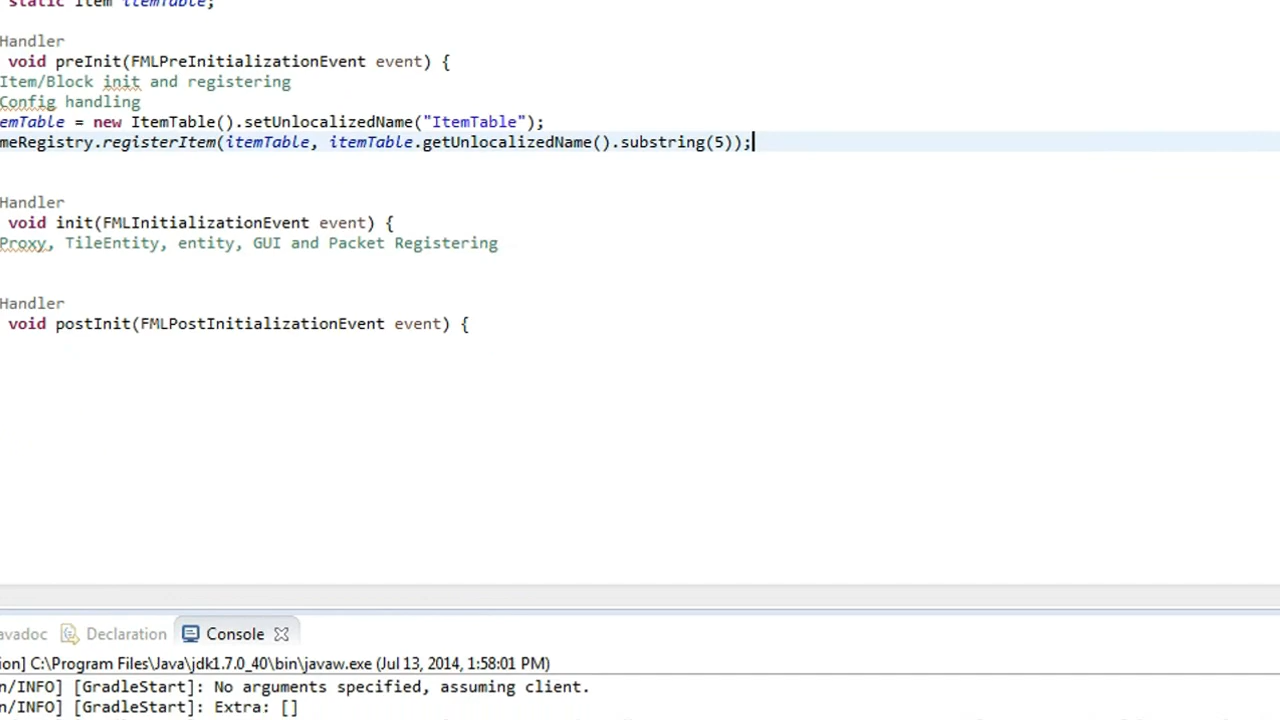 static Item itemTable;
Handler
void preInit(FMLPreInitializationEvent event) {
Item/Block init and registering
Config handling
emTable = new ItemTable().setUnlocalizedName("ItemTable");
meRegistry.registerItem(itemTable, itemTable.getUnlocalizedName().substring(5));
Handler
void init(FMLInitializationEvent event) {
Proxy, TileEntity, entity, GUI and Packet Registering
Handler
void postInit(FMLPostInitializationEvent event) {
avadoc Declaration Console
ion] C:\Program Files\Java\jdk1.7.0_40\bin\javaw.exe (Jul 13, 2014, 1:58:01 PM)
n/INFO] [GradleStart]: No arguments specified, assuming client.
n/INFO] [GradleStart]: Extra: []